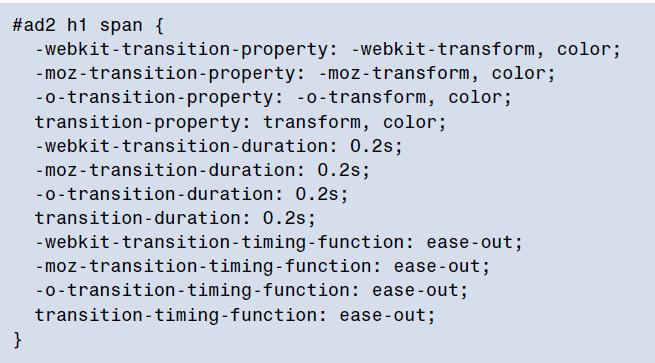 #ad2 h1 span {
  -webkit-transition-property: -webkit-transform, color;
  -moz-transition-property: -moz-transform, color;
  -o-transition-property: -o-transform, color;
  transition-property: transform, color;
  -webkit-transition-duration: 0.2s;
  -moz-transition-duration: 0.2s;
  -o-transition-duration: 0.2s;
  transition-duration: 0.2s;
  -webkit-transition-timing-function: ease-out;
  -moz-transition-timing-function: ease-out;
  -o-transition-timing-function: ease-out;
  transition-timing-function: ease-out;
}